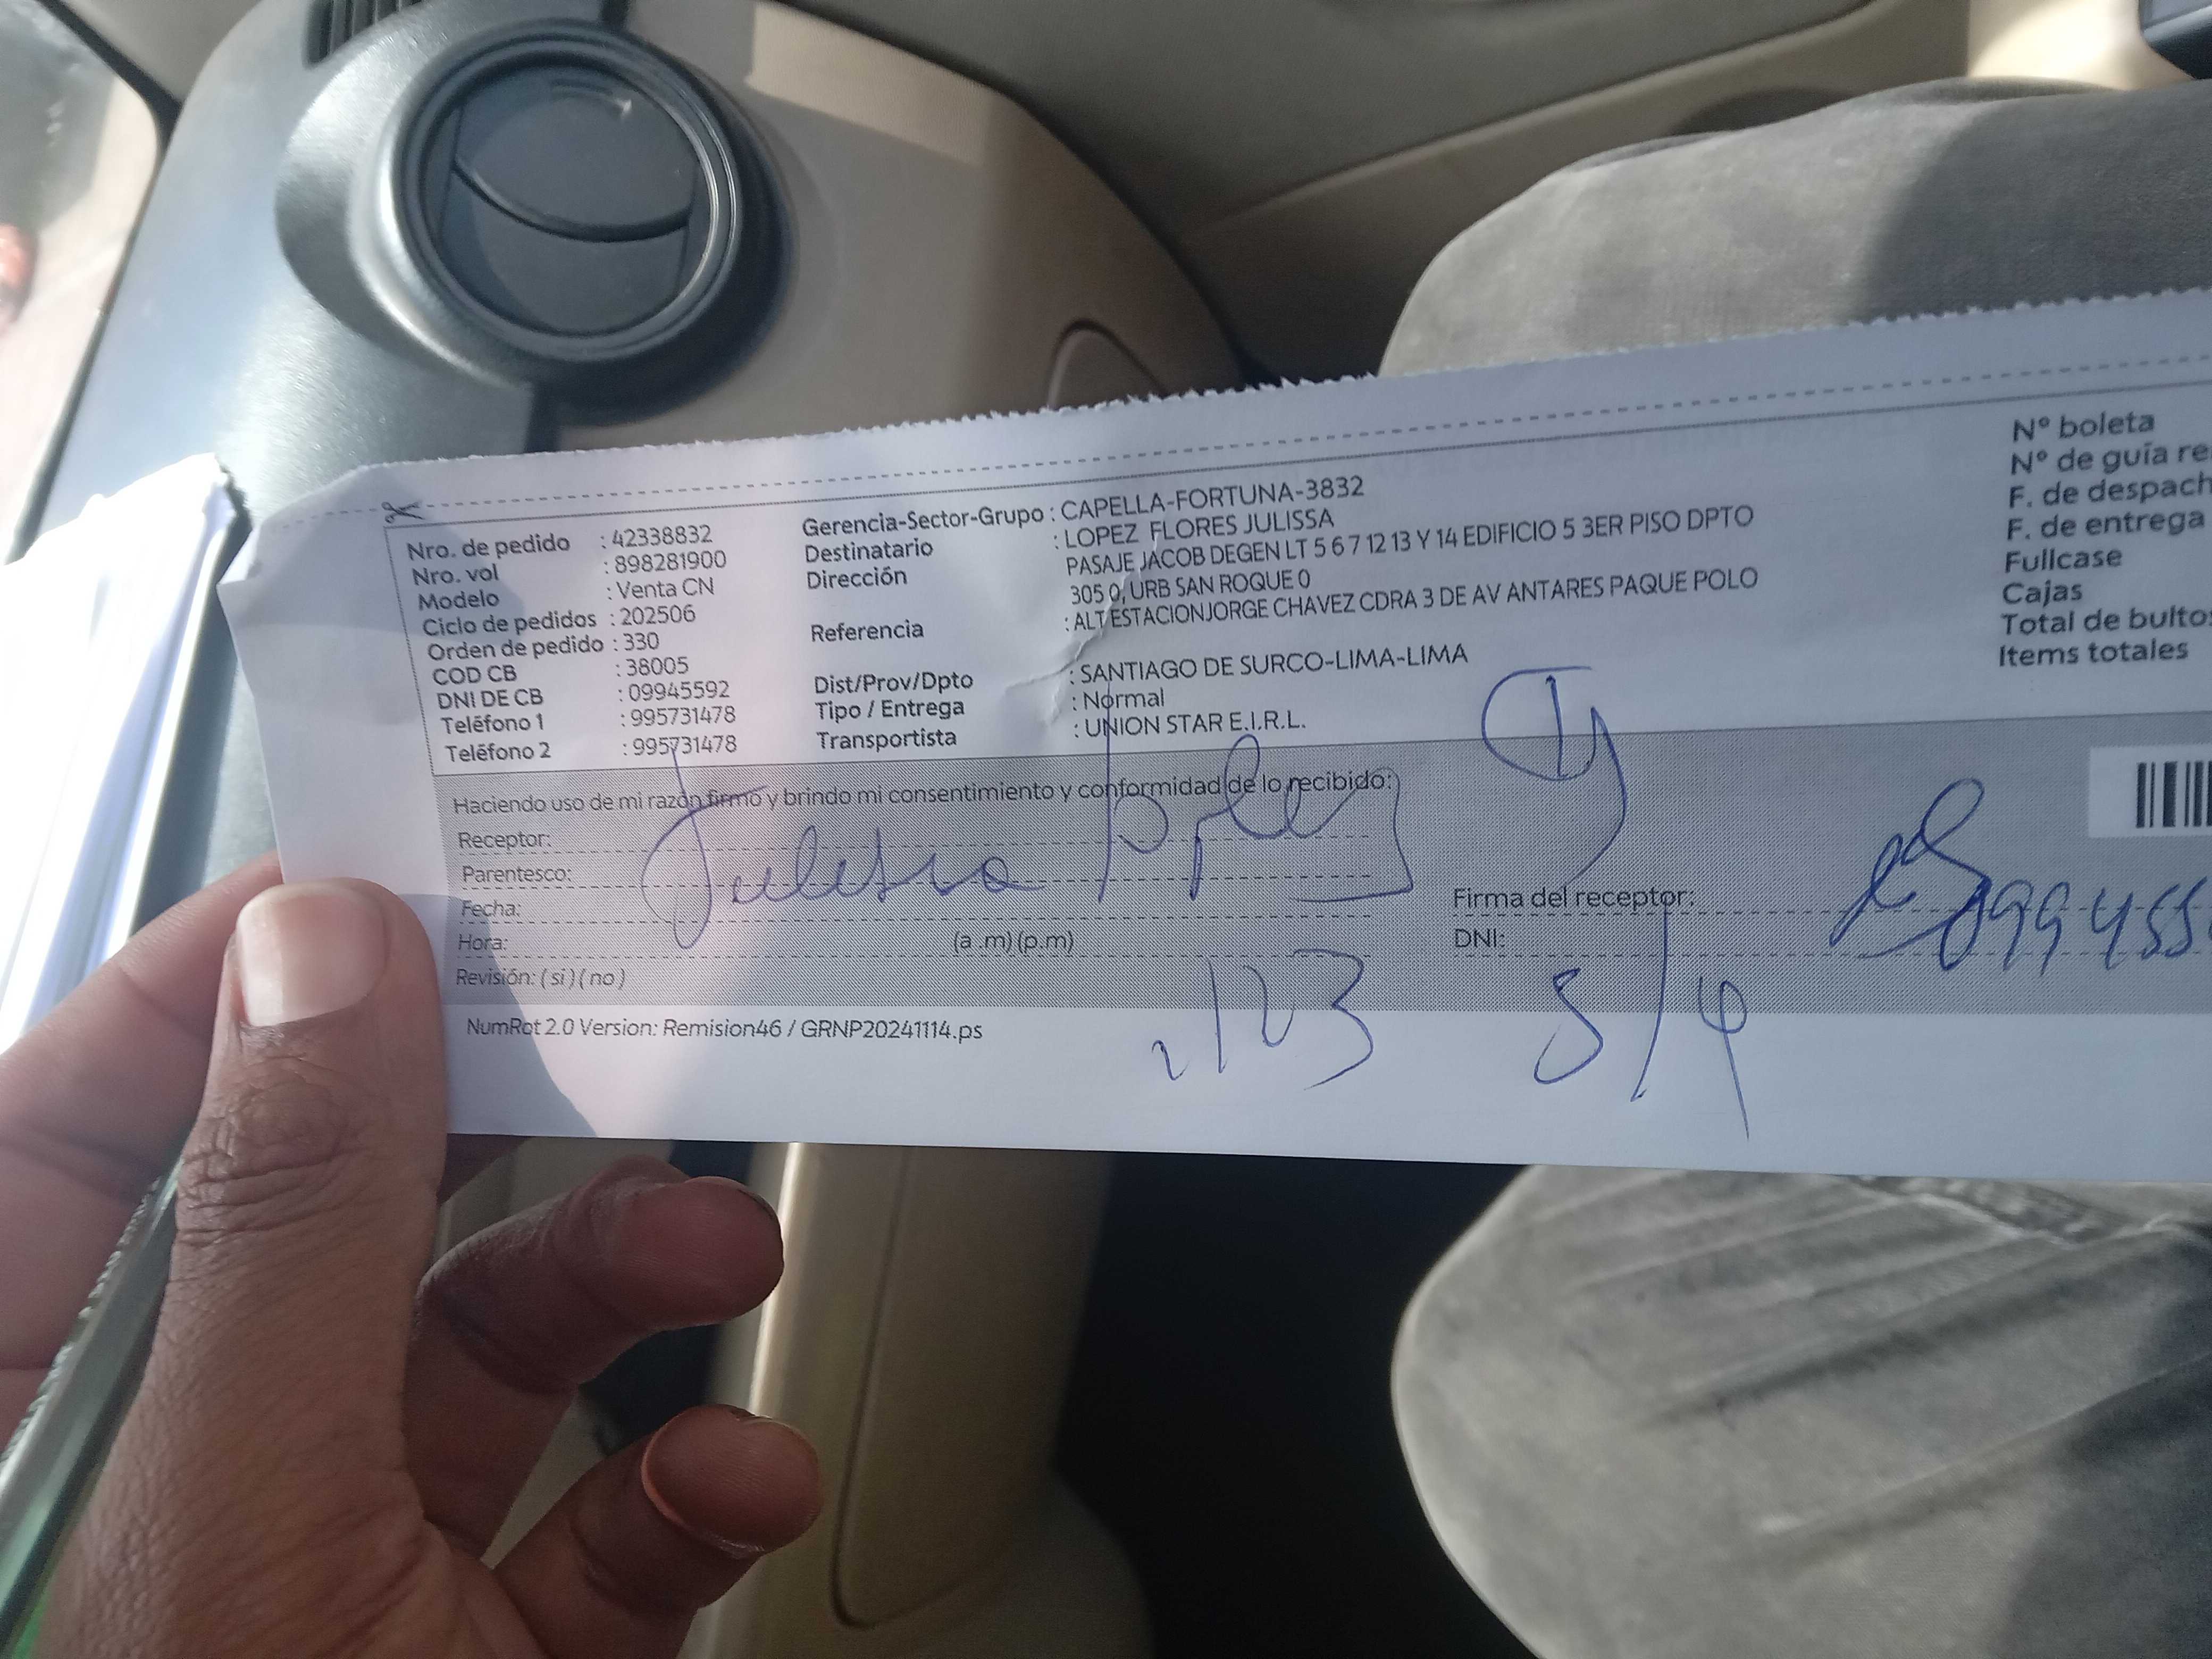 Nro. de pedido : 42338832
Nro. vol : 898281900
Modelo : Venta CN
Ciclo de pedidos : 202506
Orden de pedido : 330
COD CB : 38005
DNI DE CB : 09945592
Teléfono 1 : 995731478
Teléfono 2 : 995731478
Gerencia-Sector-Grupo : CAPELLA-FORTUNA-3832
Destinatario : LOPEZ FLORES JULISSA
Dirección PASAJE JACOB DEGEN LT 5 6 7 12 13 Y 14 EDIFICIO 5 3ER PISO DPTO
305 0, URB SAN ROQUE 0
Referencia : ALT ESTACIONJORGE CHAVEZ CDRA 3 DE AV ANTARES PAQUE POLO
Dist/Prov/Dpto : SANTIAGO DE SURCO-LIMA-LIMA
Tipo / Entrega : Normal
Transportista : UNION STAR E.I.R.L.
Nº boleta
Nº de guía re
F. de despach
F. de entrega
Fullcase
Cajas
Total de bultos
Items totales
Haciendo uso de mi razón firmo y brindo mi consentimiento y conformidad de lo recibido:
Receptor:
Parentesco:
Fecha:
Hora: (a .m) (p.m)
Revisión: ( si ) ( no )
Julissa lopez
Firma del receptor:
DNI:
099455
NumRot 2.0 Version: Remision46 / GRNP20241114.ps
5/4